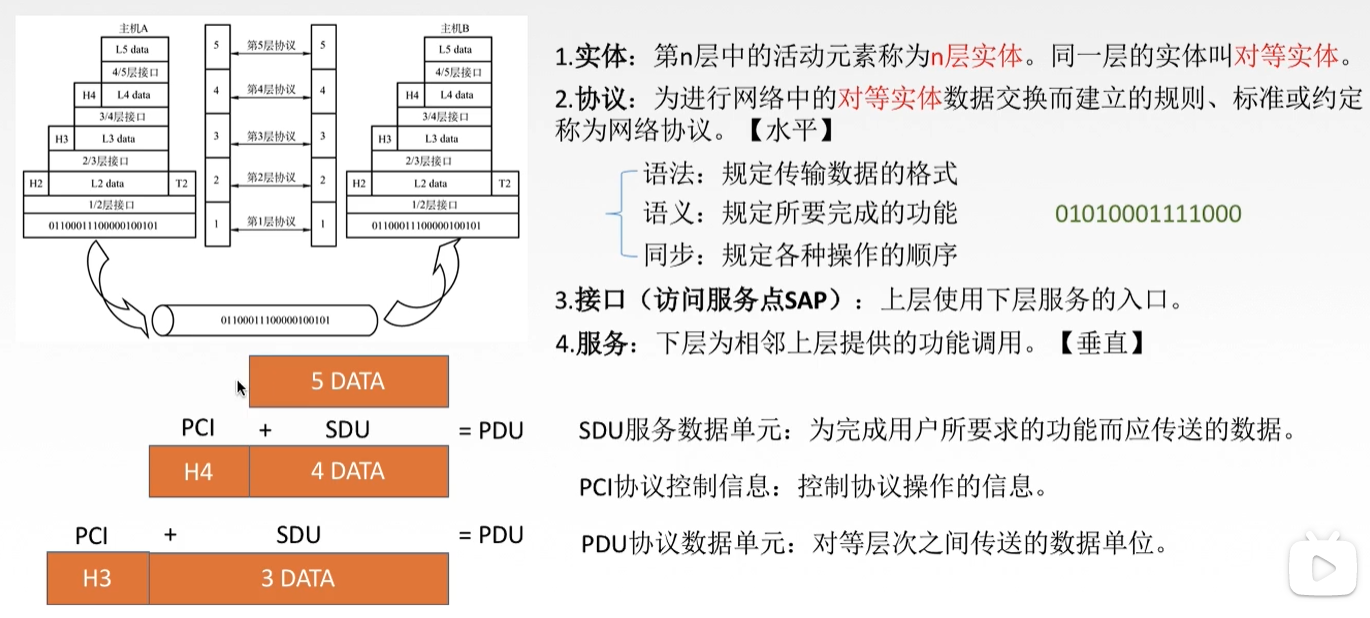 主机A
L5 data
4/5层接口
H4 L4 data
3/4层接口
H3 L3 data
2/3层接口
H2 L2 data T2
1/2层接口
01100011100000100101
5 第5层协议 5
4 第4层协议 4
3 第3层协议 3
2 第2层协议 2
1 第1层协议 1
主机B
L5 data
4/5层接口
H4 L4 data
3/4层接口
H3 L3 data
2/3层接口
H2 L2 data T2
1/2层接口
01100011100000100101
01100011100000100101
5 DATA
PCI + SDU = PDU
H4 4 DATA
PCI + SDU = PDU
H3 3 DATA
1.实体：第n层中的活动元素称为n层实体。同一层的实体叫对等实体。
2.协议：为进行网络中的对等实体数据交换而建立的规则、标准或约定
称为网络协议。【水平】
语法：规定传输数据的格式
语义：规定所要完成的功能
01010001111000
同步：规定各种操作的顺序
3.接口（访问服务点SAP）：上层使用下层服务的入口。
4.服务：下层为相邻上层提供的功能调用。【垂直】
SDU服务数据单元：为完成用户所要求的功能而应传送的数据。
PCI协议控制信息：控制协议操作的信息。
PDU协议数据单元：对等层次之间传送的数据单位。